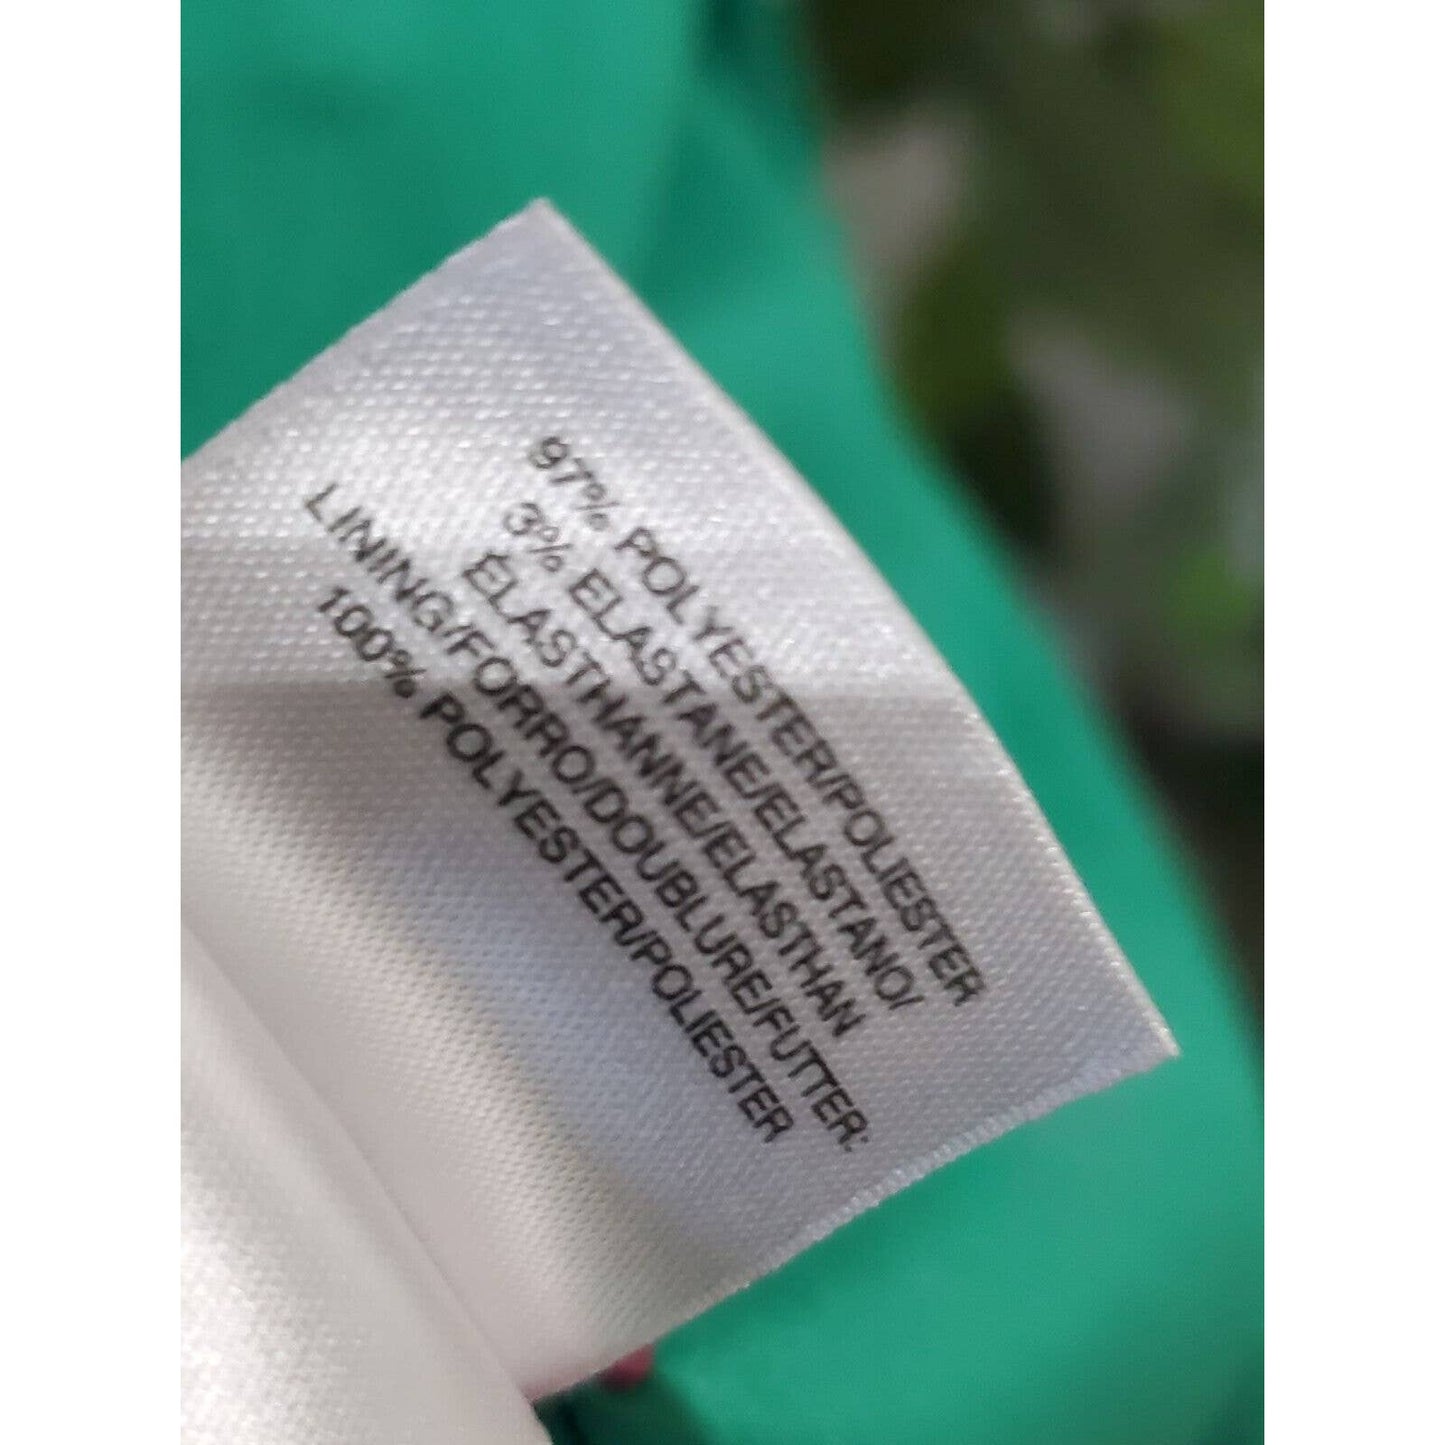 97% POLYESTER/POLIESTER
3% ELASTANE/ELASTANO/
ÉLASTHANNE/ELASTHAN
LINING/FORRO/DOUBLURE/FUTTER:
100% POLYESTER/POLIESTER